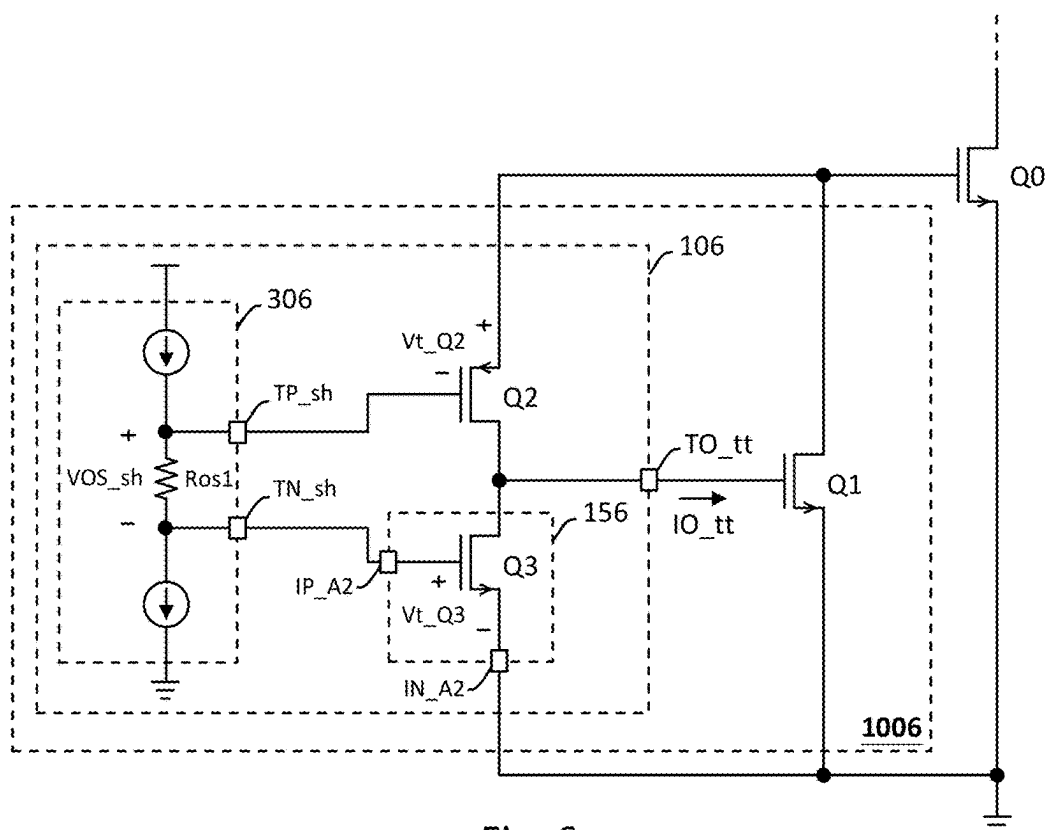 Q0
106
306
+
Vt_Q2
−
TP_sh
Q2
+
TO_tt
VOS_sh
Ros1
TN_sh
Q1
−
156
IO_tt
IP_A2
+
Q3
Vt_Q3
−
IN_A2
1006